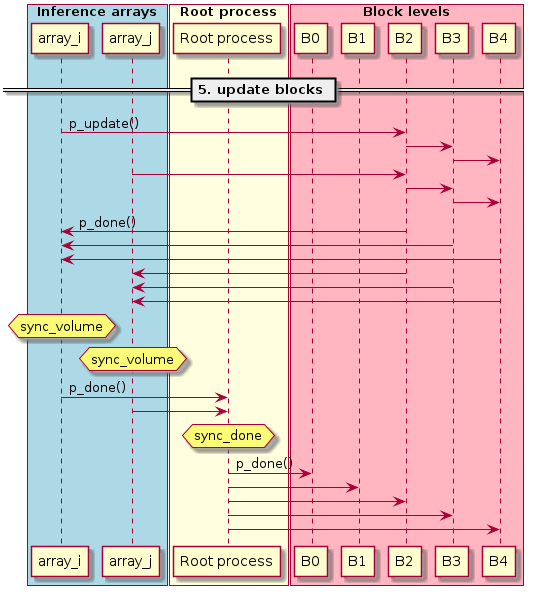 Inference arrays Root process Block levels
array_i array_j Root process B0 B1 B2 B3 B4
5. update blocks
p_update()
p_done()
sync_volume
sync_volume
p_done()
sync_done
p_done()
array_i array_j Root process B0 B1 B2 B3 B4